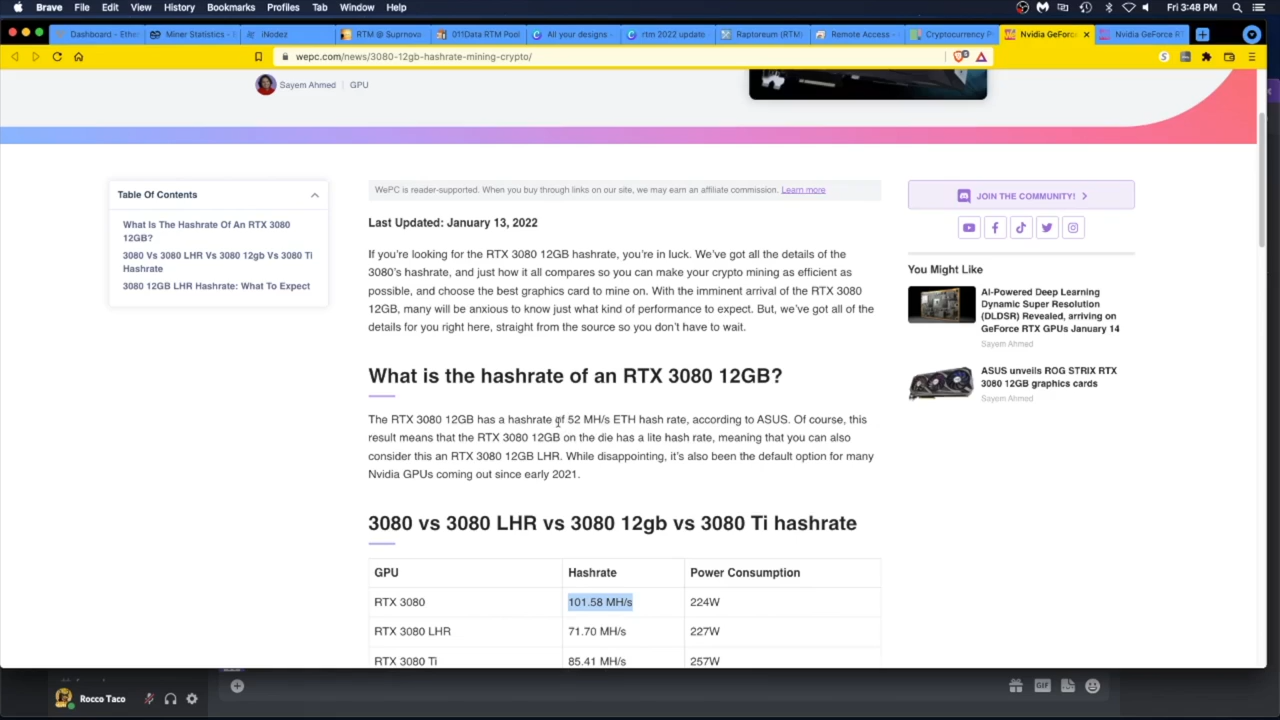 Brave File Edit View History Bookmarks Profiles Tab Window Help Fri 3:48 PM
Dashboard - Ethe Miner Statistics - iNodez RTM @ Suprnova 011Data RTM Pool All your designs - rtm 2022 update Raptoreum (RTM) Remote Access - Cryptocurrency P Nvidia GeForc Nvidia GeForce RT
wepc.com/news/3080-12gb-hashrate-mining-crypto/
Sayem Ahmed | GPU
Table Of Contents
What Is The Hashrate Of An RTX 3080
12GB?
3080 Vs 3080 LHR Vs 3080 12gb Vs 3080 Ti
Hashrate
3080 12GB LHR Hashrate: What To Expect
WePC is reader-supported. When you buy through links on our site, we may earn an affiliate commission. Learn more
Last Updated: January 13, 2022
If you're looking for the RTX 3080 12GB hashrate, you're in luck. We've got all the details of the
3080's hashrate, and just how it all compares so you can make your crypto mining as efficient as
possible, and choose the best graphics card to mine on. With the imminent arrival of the RTX 3080
12GB, many will be anxious to know just what kind of performance to expect. But, we've got all of the
details for you right here, straight from the source so you don't have to wait.
What is the hashrate of an RTX 3080 12GB?
The RTX 3080 12GB has a hashrate of 52 MH/s ETH hash rate, according to ASUS. Of course, this
result means that the RTX 3080 12GB on the die has a lite hash rate, meaning that you can also
consider this an RTX 3080 12GB LHR. While disappointing, it's also been the default option for many
Nvidia GPUs coming out since early 2021.
3080 vs 3080 LHR vs 3080 12gb vs 3080 Ti hashrate
GPU Hashrate Power Consumption
RTX 3080 101.58 MH/s 224W
RTX 3080 LHR 71.70 MH/s 227W
RTX 3080 Ti 85.41 MH/s 257W
JOIN THE COMMUNITY!
You Might Like
AI-Powered Deep Learning
Dynamic Super Resolution
(DLDSR) Revealed, arriving on
GeForce RTX GPUs January 14
Sayem Ahmed
ASUS unveils ROG STRIX RTX
3080 12GB graphics cards
Sayem Ahmed
Rocco Taco
GIF